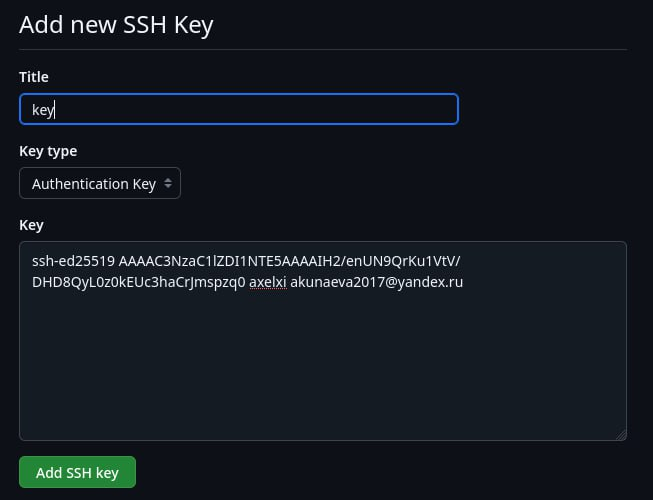 Add new SSH Key
Title
key
Key type
Authentication Key
Key
ssh-ed25519 AAAAC3NzaC1lZDI1NTE5AAAAIH2/enUN9QrKu1VtV/
DHD8QyL0z0kEUc3haCrJmspzq0 axelxi akunaeva2017@yandex.ru
Add SSH key